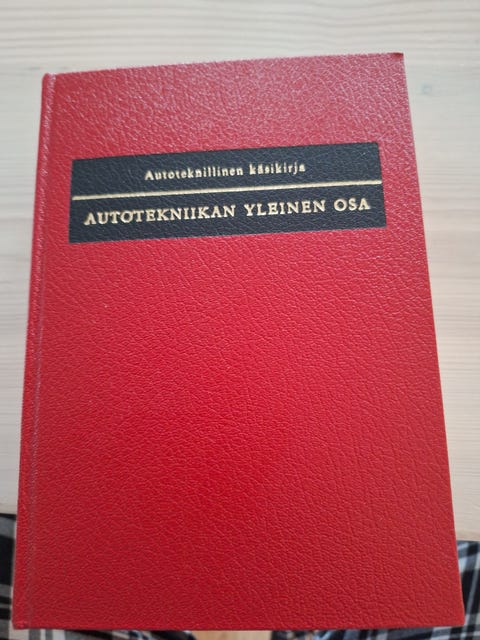 Autoteknillinen käsikirja
AUTOTEKNIIKAN YLEINEN OSA